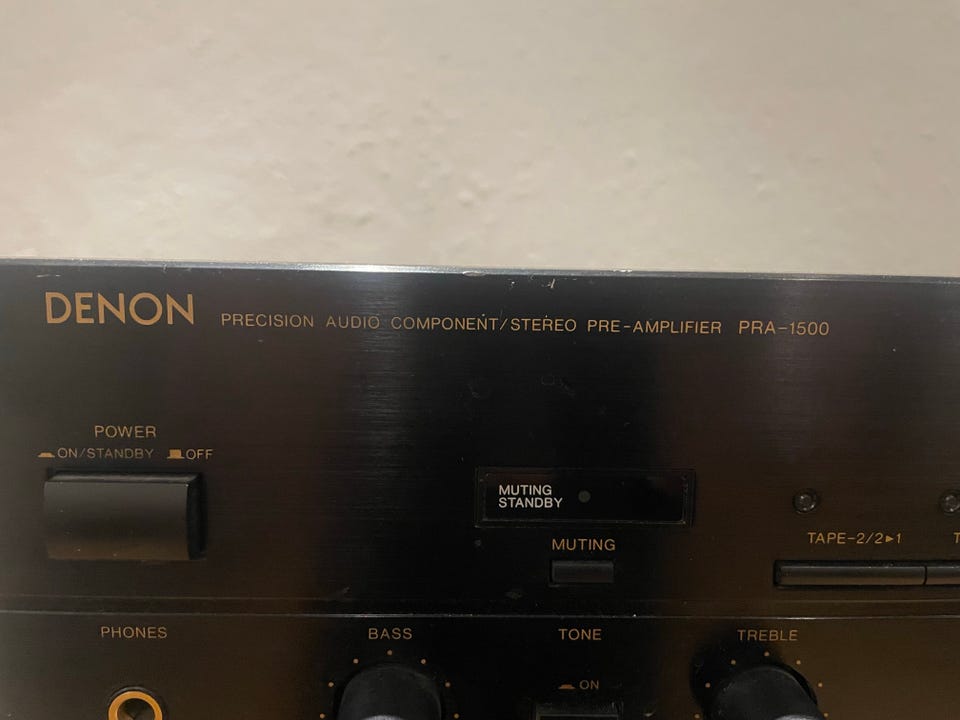 DENON PRECISION AUDIO COMPONENT/STEREO PRE-AMPLIFIER PRA-1500
POWER
ON/STANDBY OFF
MUTING
STANDBY
MUTING
TAPE-2/2▶1
PHONES
BASS
TONE
TREBLE
ON